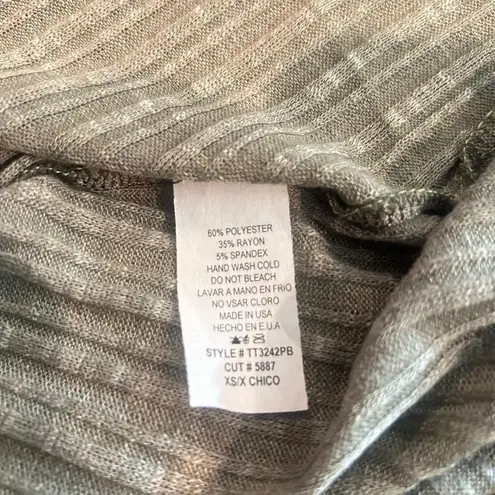 60% POLYESTER
35% RAYON
5% SPANDEX
HAND WASH COLD
DO NOT BLEACH
LAVAR A MANO EN FRIO
NO VSAR CLORO
MADE IN USA
HECHO EN E.U.A
STYLE # TT3242PB
CUT # 5887
XS/X CHICO